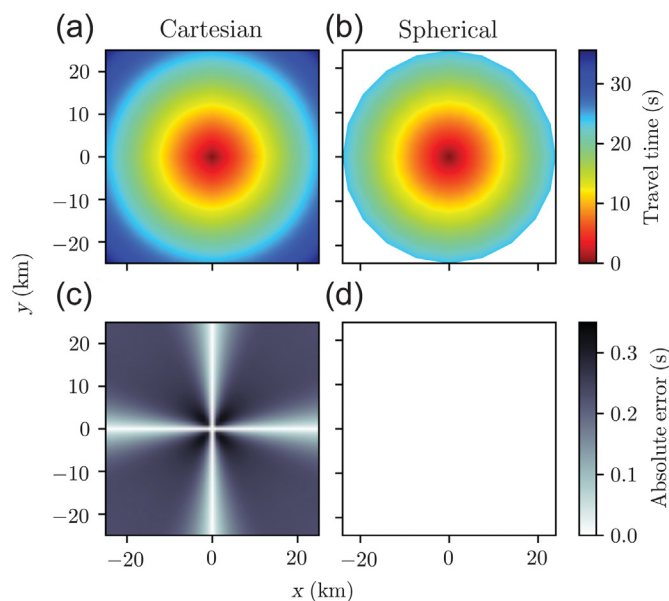 (a) Cartesian
(b) Spherical
20
10
0
−10
−20
30
20
10
0
Travel time (s)
y (km)
(c)
(d)
20
10
0
−10
−20
0.3
0.2
0.1
0.0
Absolute error (s)
−20 0 20
−20 0 20
x (km)